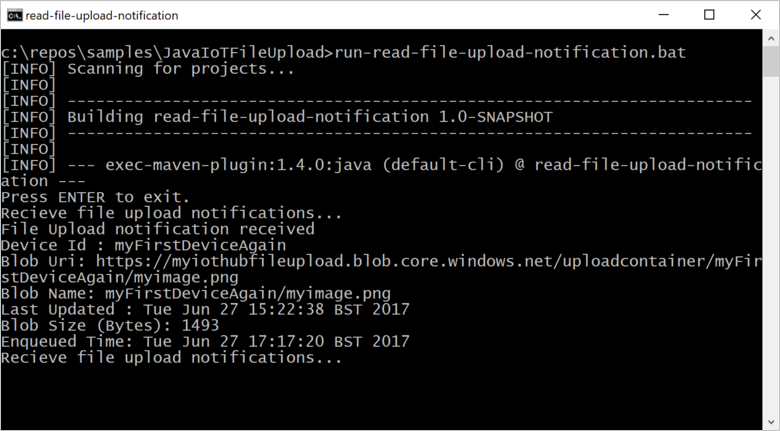 read-file-upload-notification
c:\repos\samples\JavaIoTFileUpload>run-read-file-upload-notification.bat
[INFO] Scanning for projects...
[INFO]
[INFO] ------------------------------------------------------------------------
[INFO] Building read-file-upload-notification 1.0-SNAPSHOT
[INFO] ------------------------------------------------------------------------
[INFO]
[INFO] --- exec-maven-plugin:1.4.0:java (default-cli) @ read-file-upload-notific
ation ---
Press ENTER to exit.
Recieve file upload notifications...
File Upload notification received
Device Id : myFirstDeviceAgain
Blob Uri: https://myiothubfileupload.blob.core.windows.net/uploadcontainer/myFir
stDeviceAgain/myimage.png
Blob Name: myFirstDeviceAgain/myimage.png
Last Updated : Tue Jun 27 15:22:38 BST 2017
Blob Size (Bytes): 1493
Enqueued Time: Tue Jun 27 17:17:20 BST 2017
Recieve file upload notifications...